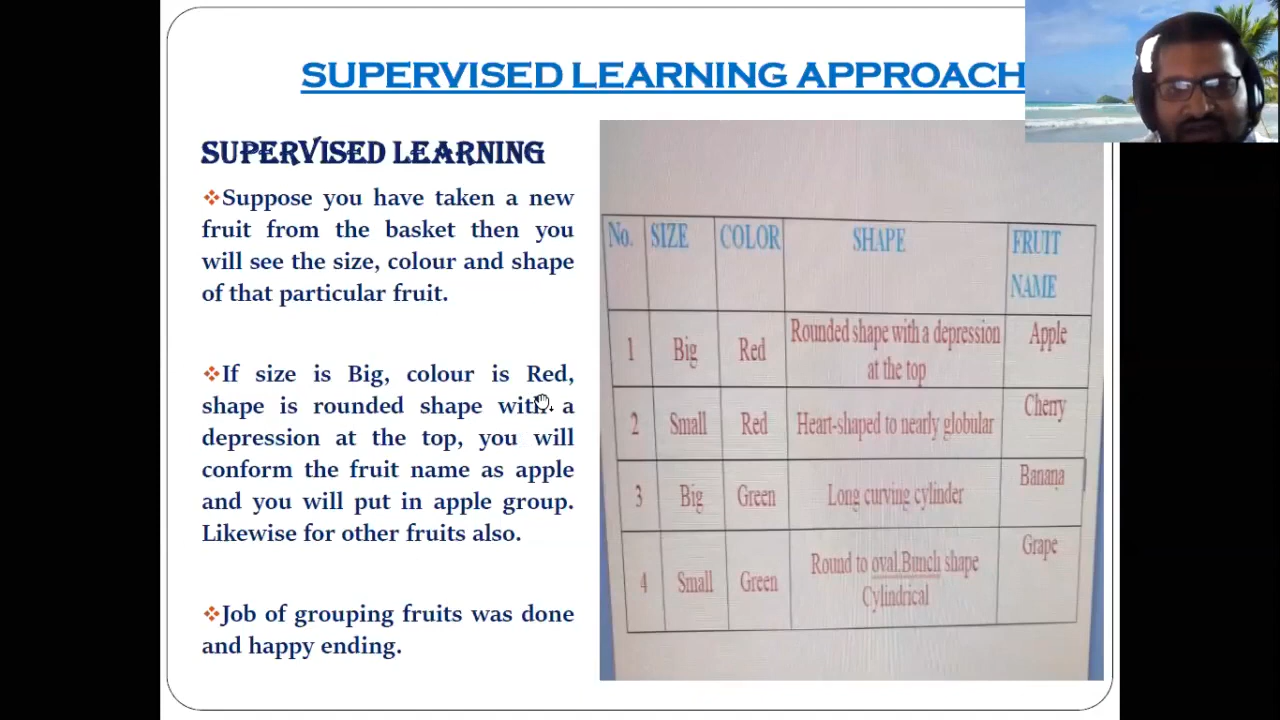 SUPERVISED LEARNING APPROACH
SUPERVISED LEARNING
Suppose you have taken a new
fruit from the basket then you
will see the size, colour and shape
of that particular fruit.
If size is Big, colour is Red,
shape is rounded shape with a
depression at the top, you will
conform the fruit name as apple
and you will put in apple group.
Likewise for other fruits also.
Job of grouping fruits was done
and happy ending.
No. SIZE COLOR SHAPE FRUIT
NAME
1 Big Red Rounded shape with a depression
at the top Apple
2 Small Red Heart-shaped to nearly globular Cherry
3 Big Green Long curving cylinder Banana
4 Small Green Round to oval.Bunch shape
Cylindrical Grape